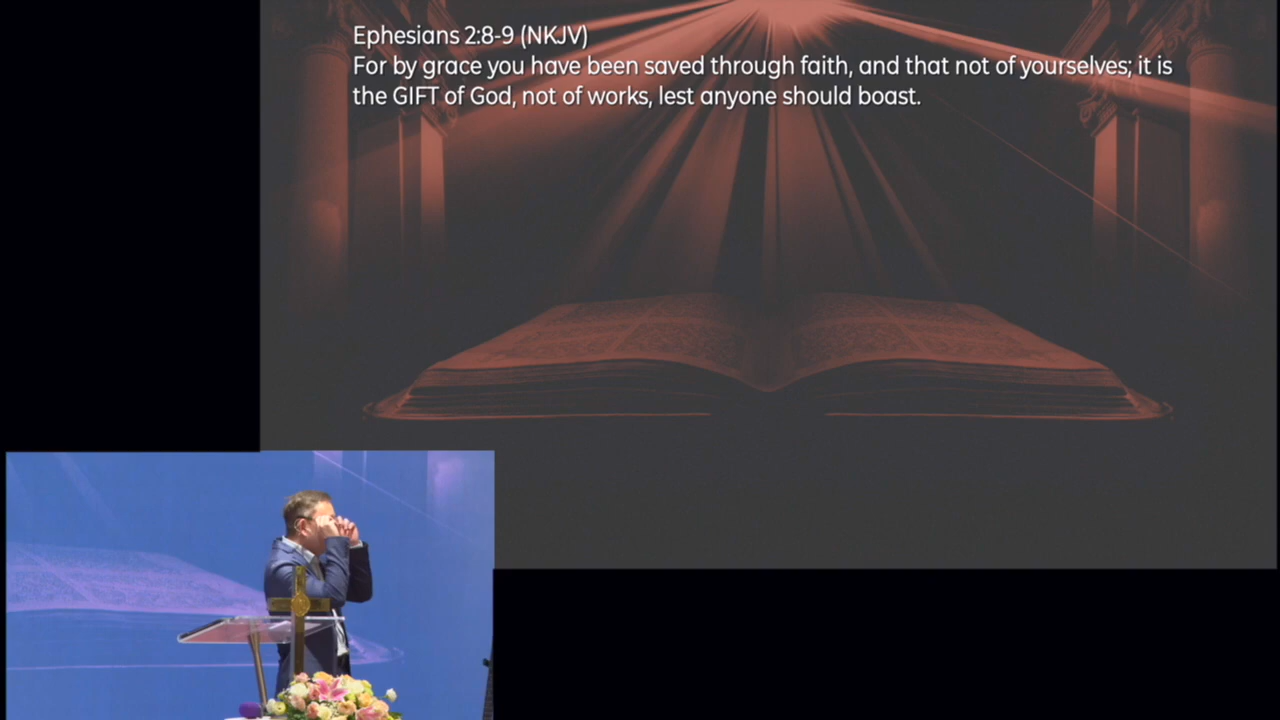 Ephesians 2:8-9 (NKJV)
For by grace you have been saved through faith, and that not of yourselves; it is
the GIFT of God, not of works, lest anyone should boast.